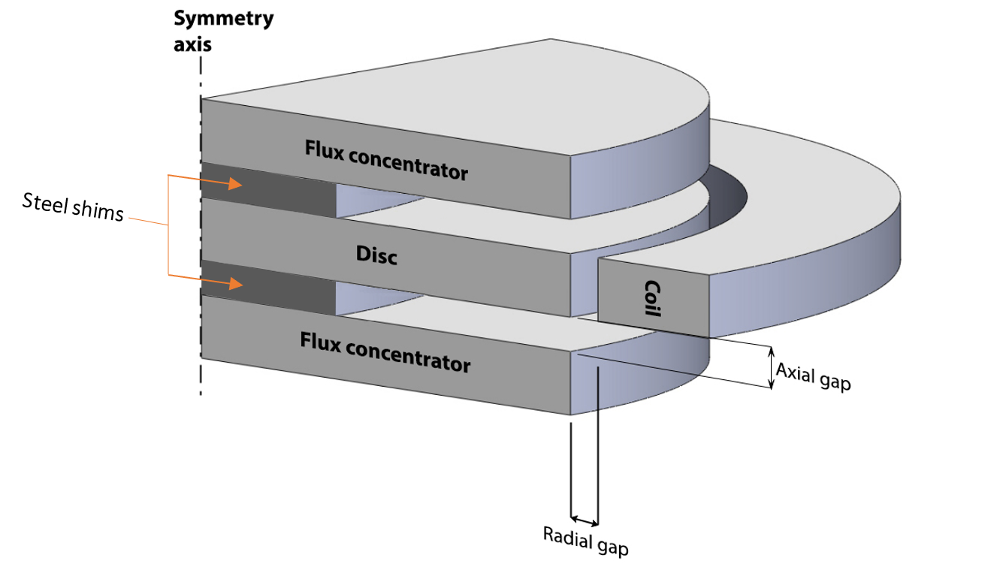 Symmetry
axis
Flux concentrator
Steel shims
Disc
Coil
Flux concentrator
Axial gap
Radial gap